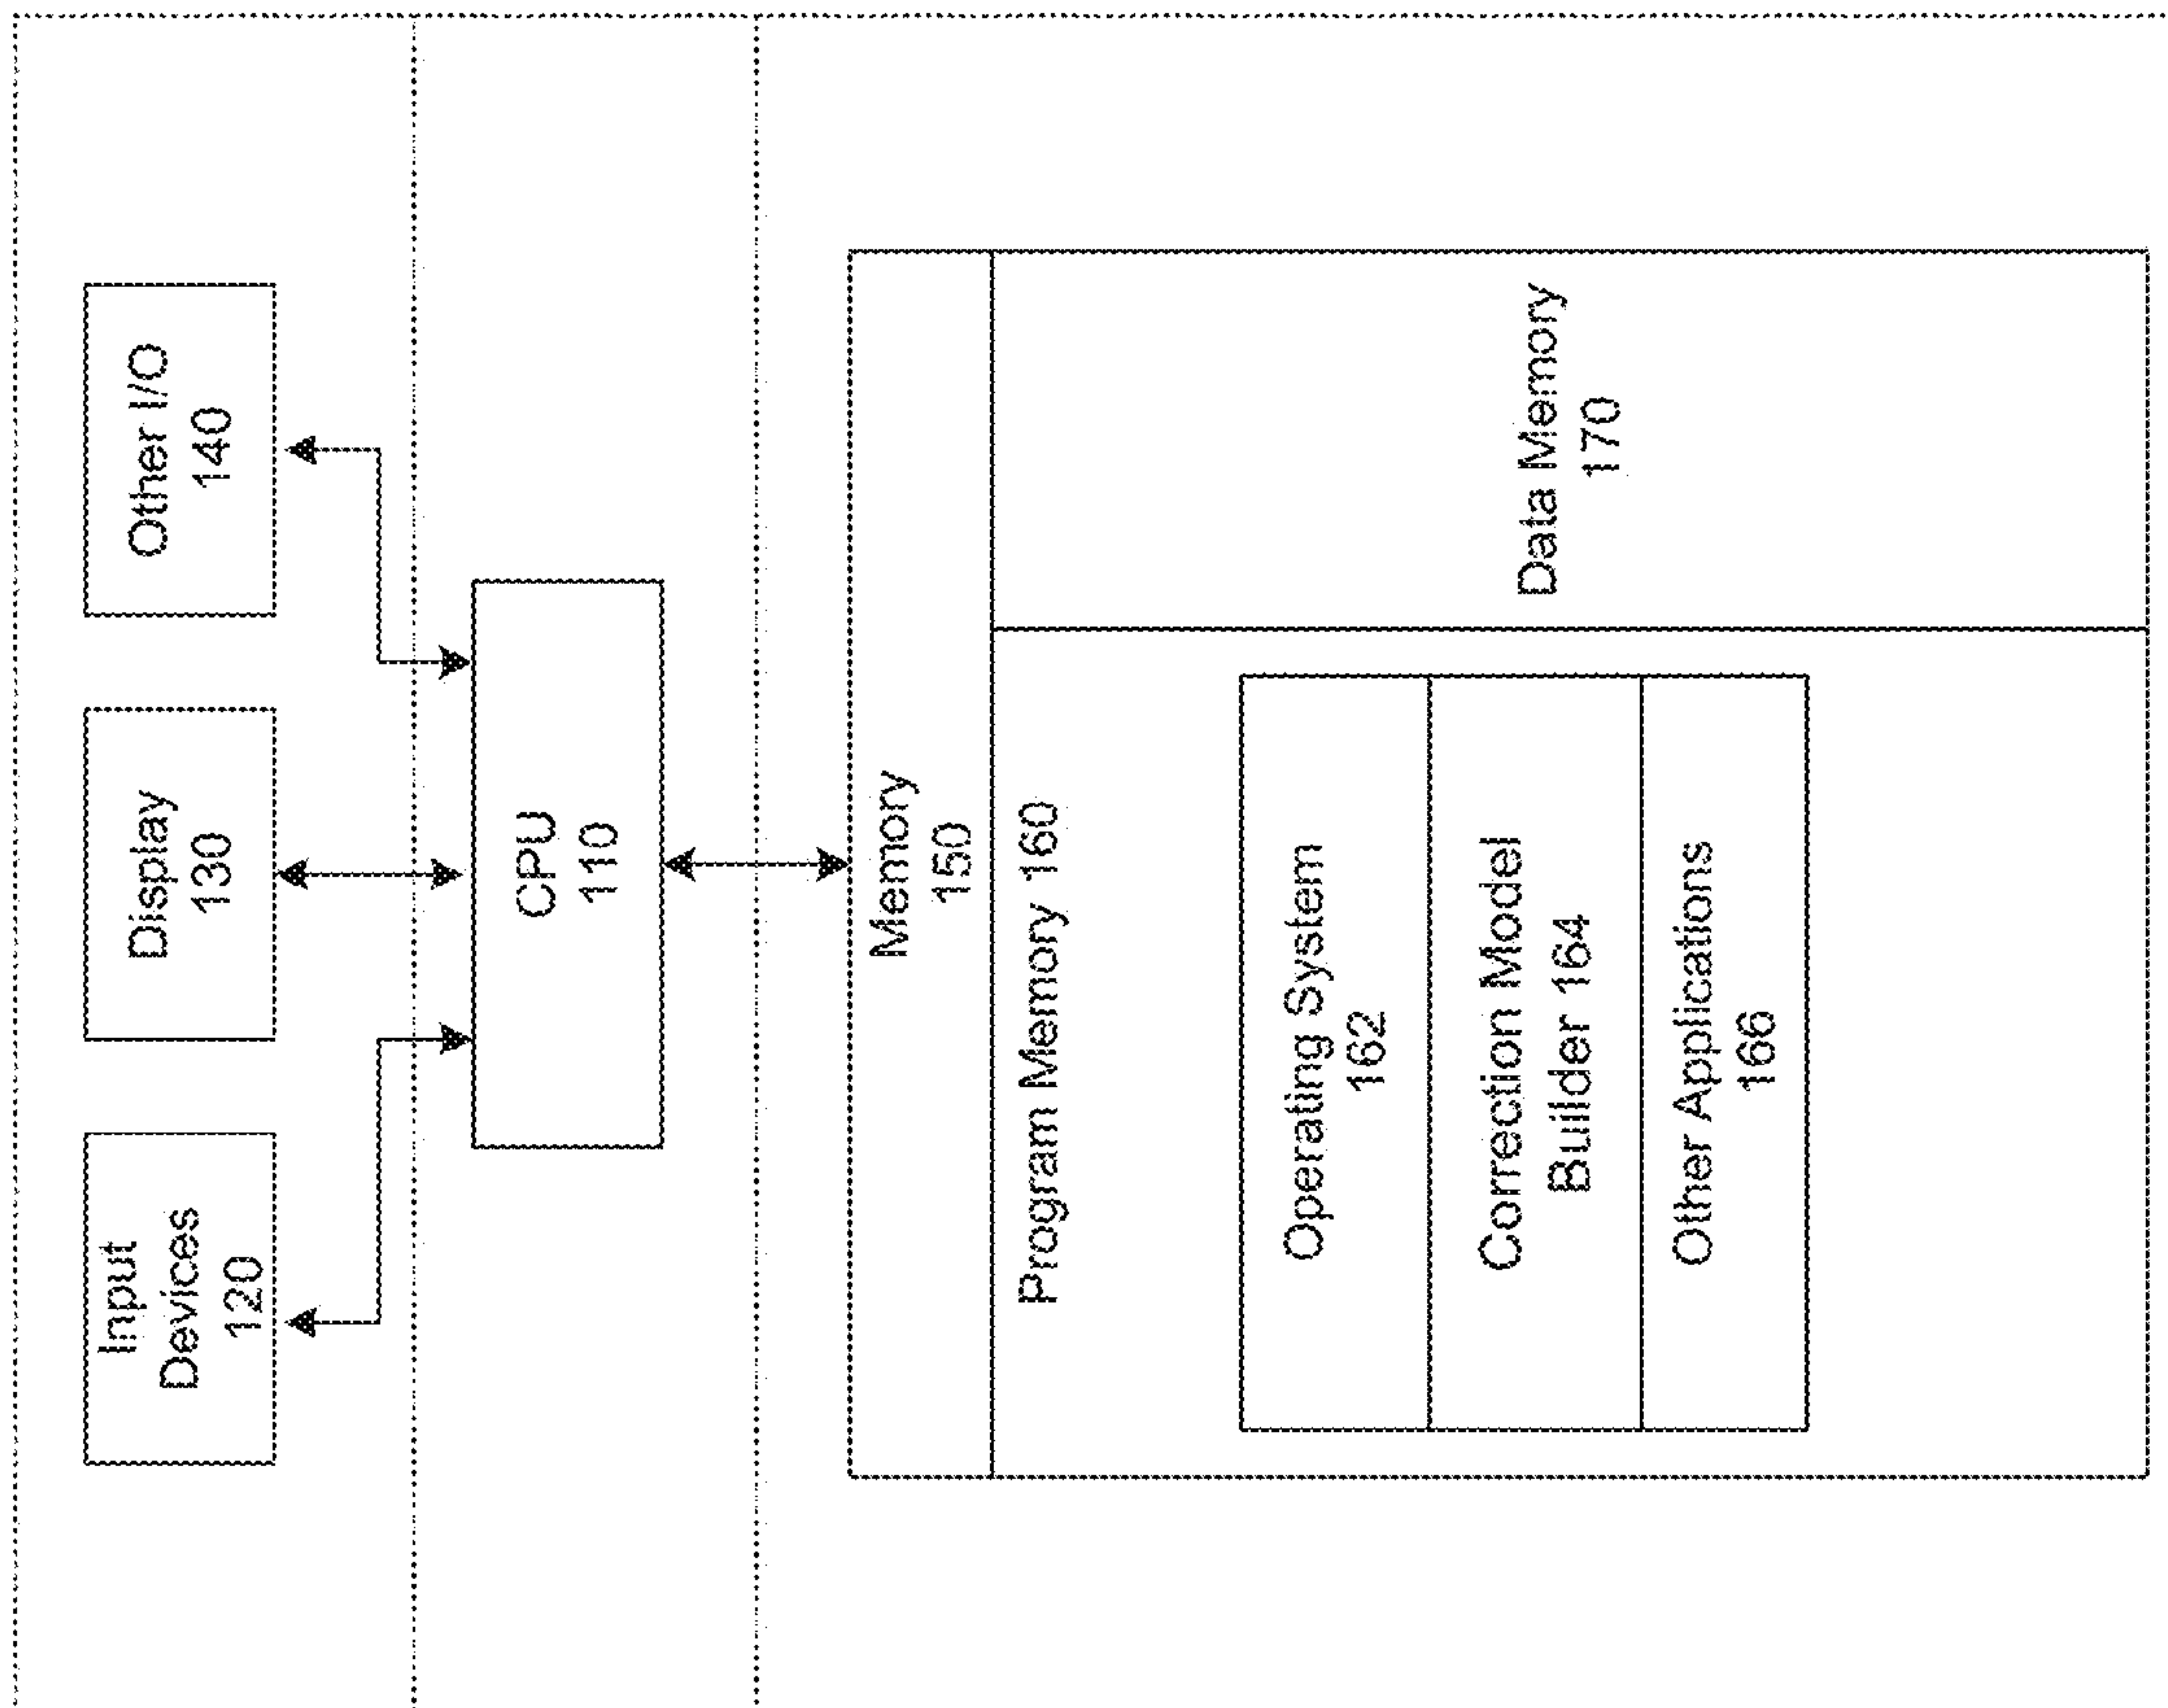 Input
Devices
120
Display
130
Other I/O
140
CPU
110
Memory
150
Program Memory 160
Operating System
162
Correction Model
Builder 164
Other Applications
166
Data Memory
170